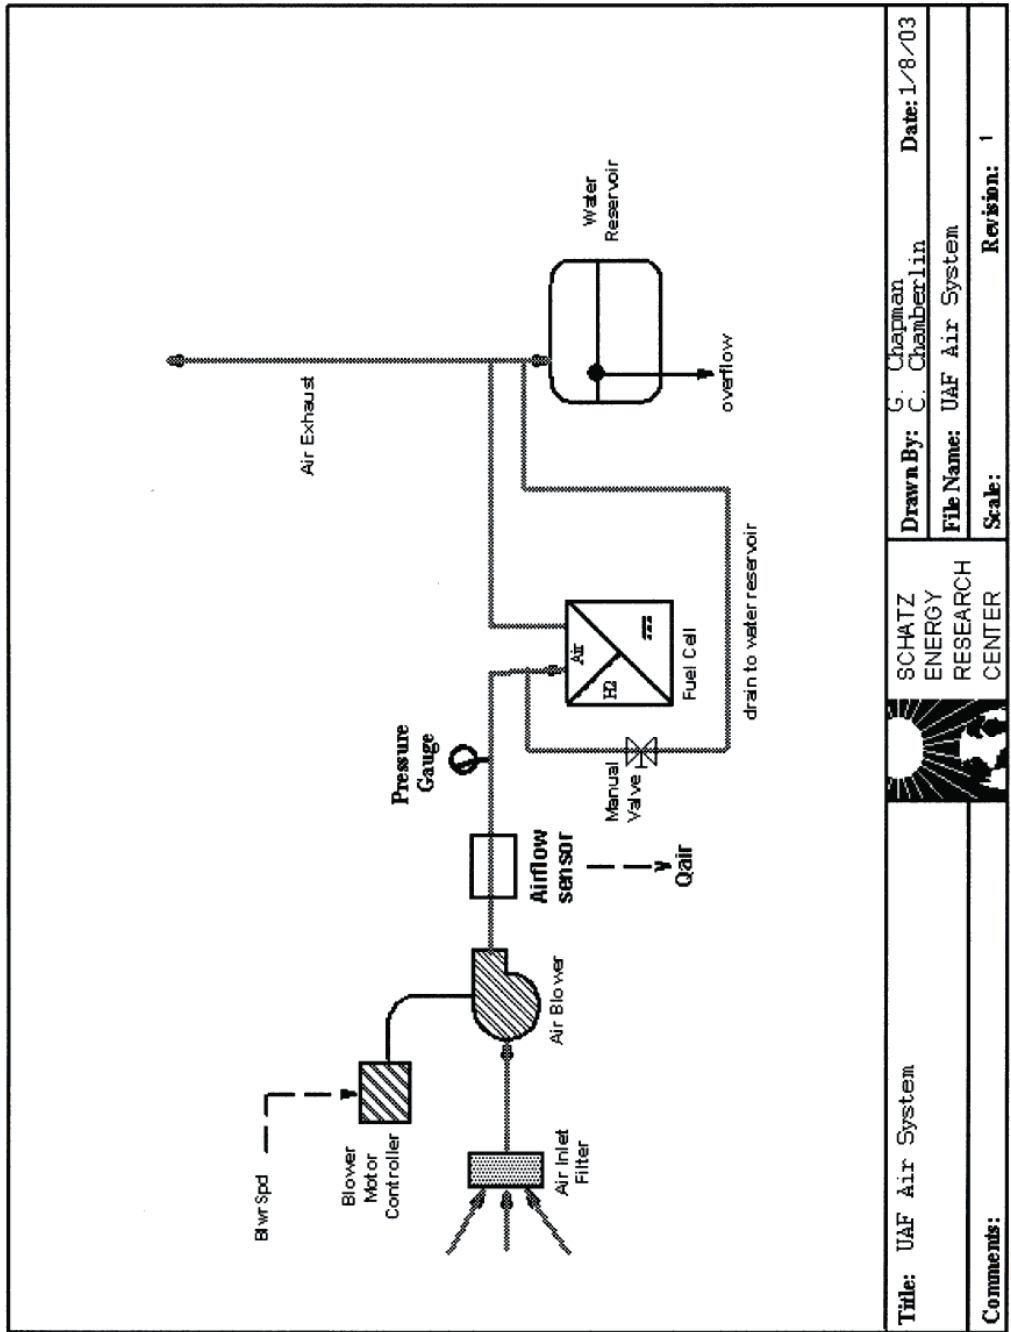 BlwrSpd
Blower
Motor
Controller
Air Inlet
Filter
Air Blower
Airflow
sensor
Qair
Pressure
Gauge
Manual
Valve
H2
Air
Fuel Cell
drain to water reservoir
Air Exhaust
Water
Reservoir
overflow
Title: UAF Air System
Comments:
SCHATZ
ENERGY
RESEARCH
CENTER
Drawn By: G. Chapman
C. Chamberlin
Date: 1/8/03
File Name: UAF Air System
Scale:
Revision: 1